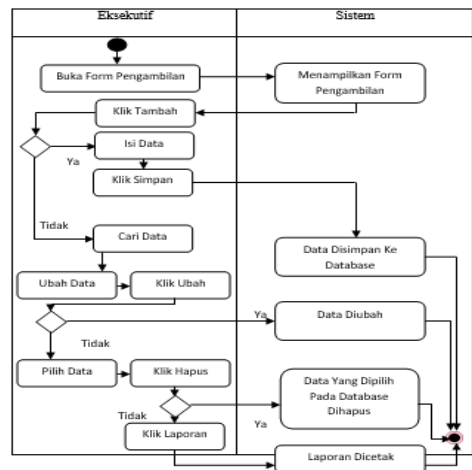 Eksekutif
Sistem
Buka Form Pengambilan
Menampilkan Form
Pengambilan
Klik Tambah
Isi Data
Ya
Klik Simpan
Tidak
Cari Data
Data Disimpan Ke
Database
Ubah Data
Klik Ubah
Ya
Data Diubah
Tidak
Pilih Data
Klik Hapus
Data Yang Dipilih
Pada Database
Dihapus
Tidak
Ya
Klik Laporan
Laporan Dicetak